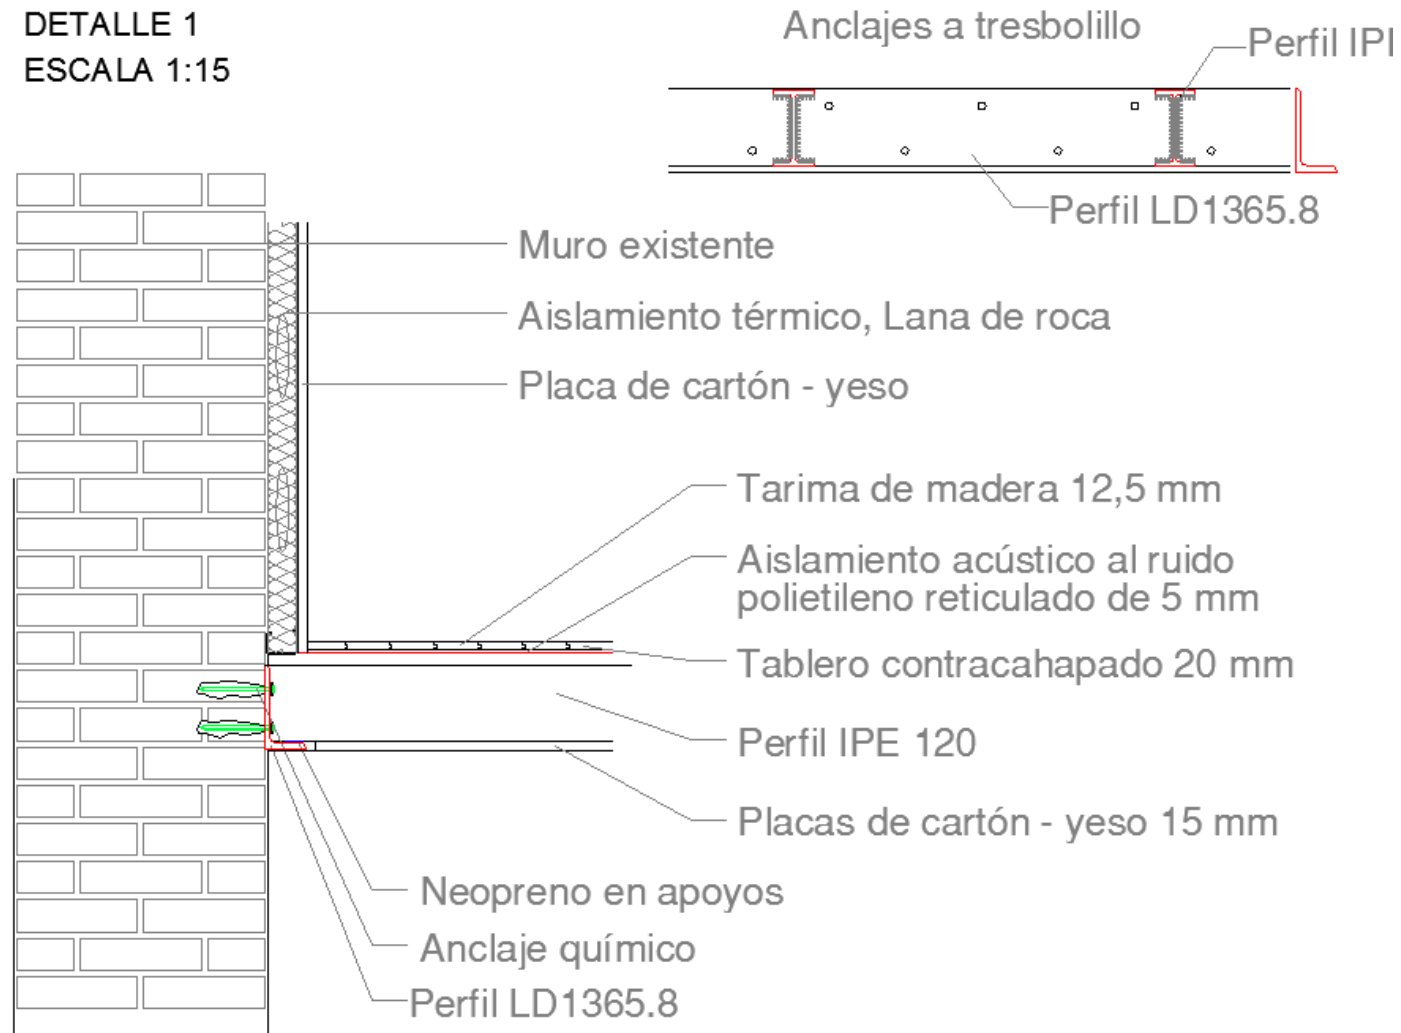 DETALLE 1
ESCALA 1:15
Anclajes a tresbolillo
Perfil IPI
Perfil LD1365.8
Muro existente
Aislamiento térmico, Lana de roca
Placa de cartón - yeso
Tarima de madera 12,5 mm
Aislamiento acústico al ruido
polietileno reticulado de 5 mm
Tablero contracahapado 20 mm
Perfil IPE 120
Placas de cartón - yeso 15 mm
Neopreno en apoyos
Anclaje químico
Perfil LD1365.8